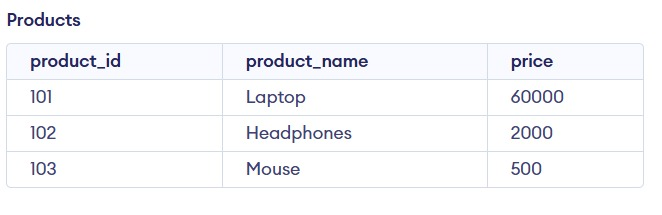 Products
product_id product_name price
101 Laptop 60000
102 Headphones 2000
103 Mouse 500